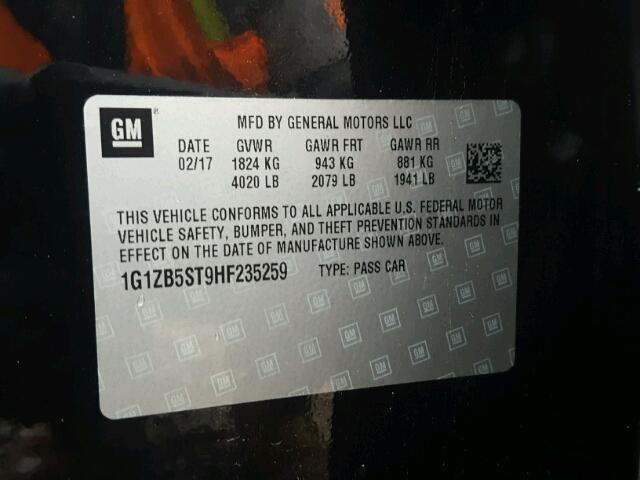 GM
MFD BY GENERAL MOTORS LLC
DATE GVWR GAWR FRT GAWR RR
02/17 1824 KG 943 KG 881 KG
4020 LB 2079 LB 1941 LB
THIS VEHICLE CONFORMS TO ALL APPLICABLE U.S. FEDERAL MOTOR
VEHICLE SAFETY, BUMPER, AND THEFT PREVENTION STANDARDS IN
EFFECT ON THE DATE OF MANUFACTURE SHOWN ABOVE.
1G1ZB5ST9HF235259 TYPE: PASS CAR